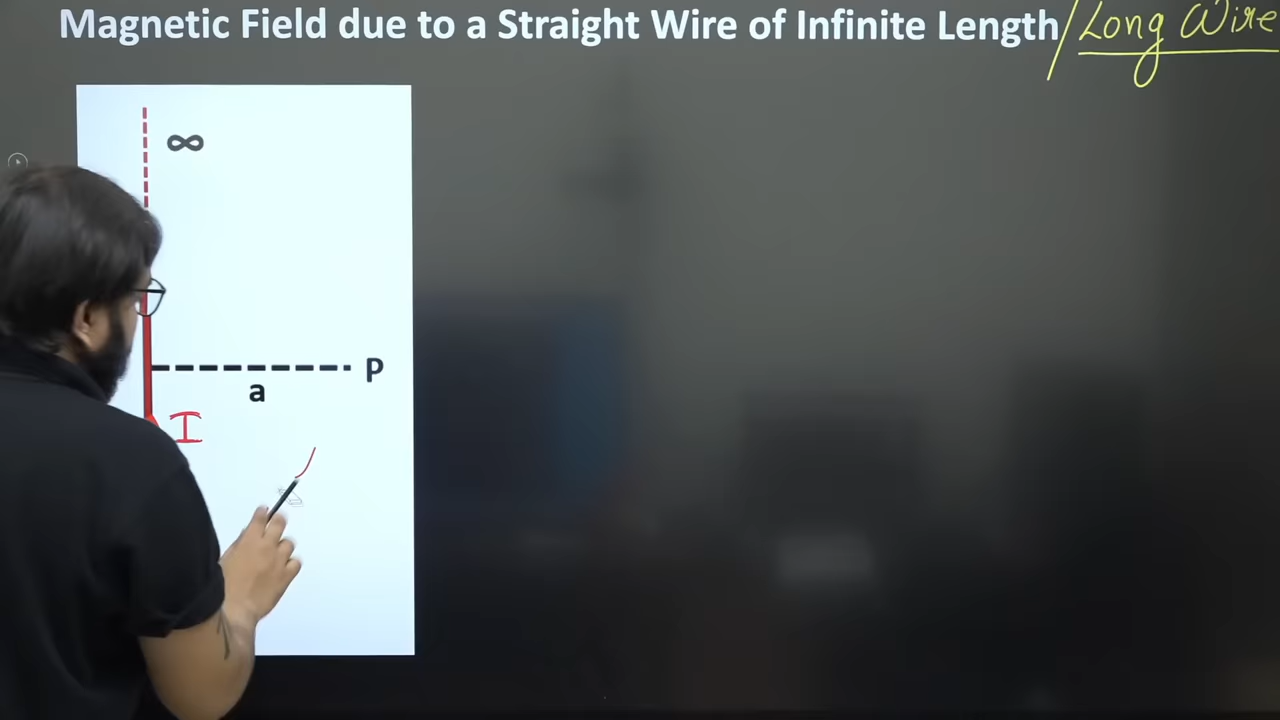 Magnetic Field due to a Straight Wire of Infinite Length/Long Wire
∞
P
a
I